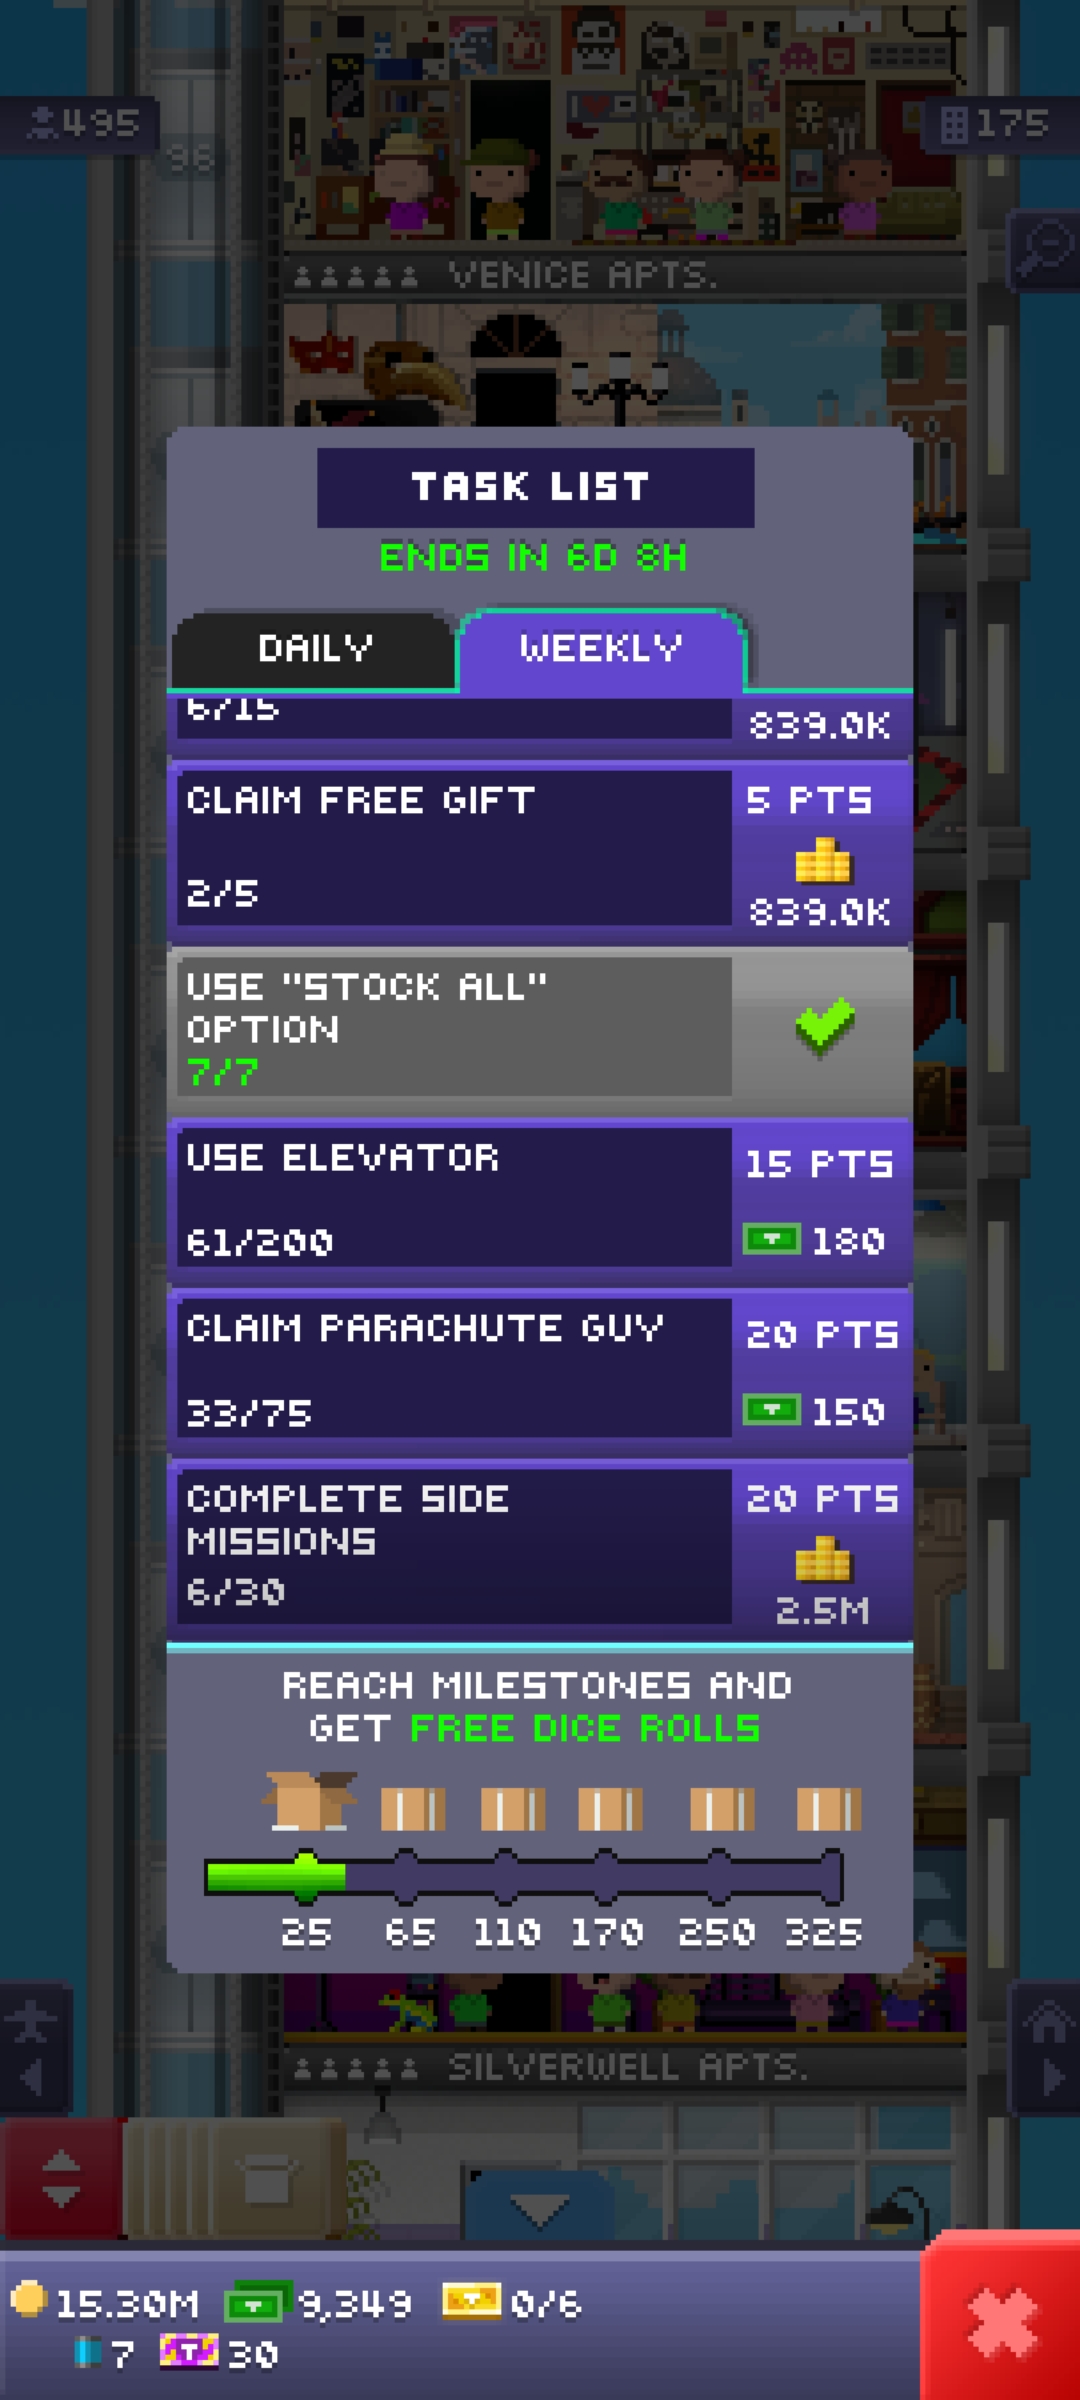 495
98
175
VENICE APTS.
TASK LIST
ENDS IN 6D 8H
DAILY
WEEKLY
6/15
839.0K
CLAIM FREE GIFT
5 PTS
2/5
839.0K
USE "STOCK ALL"
OPTION
7/7
USE ELEVATOR
15 PTS
61/200
180
CLAIM PARACHUTE GUY
20 PTS
33/75
150
COMPLETE SIDE
MISSIONS
20 PTS
6/30
2.5M
REACH MILESTONES AND
GET FREE DICE ROLLS
25 65 110 170 250 325
SILVERWELL APTS.
15.30M 9,349 0/6
7 30